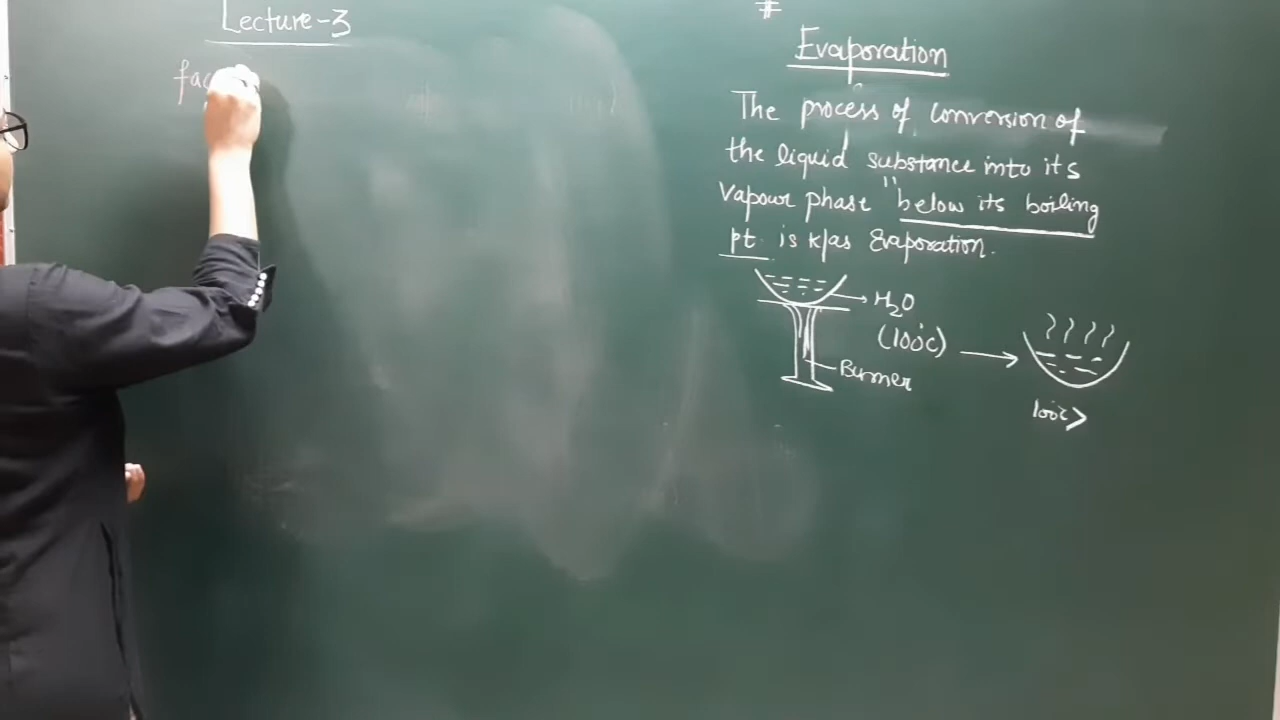 Lecture-3
#
Evaporation
The process of conversion of
the liquid substance into its
Vapour phase "below its boiling
pt. is k/as Evaporation.
H₂O
(100°c)
Burner
100°c>